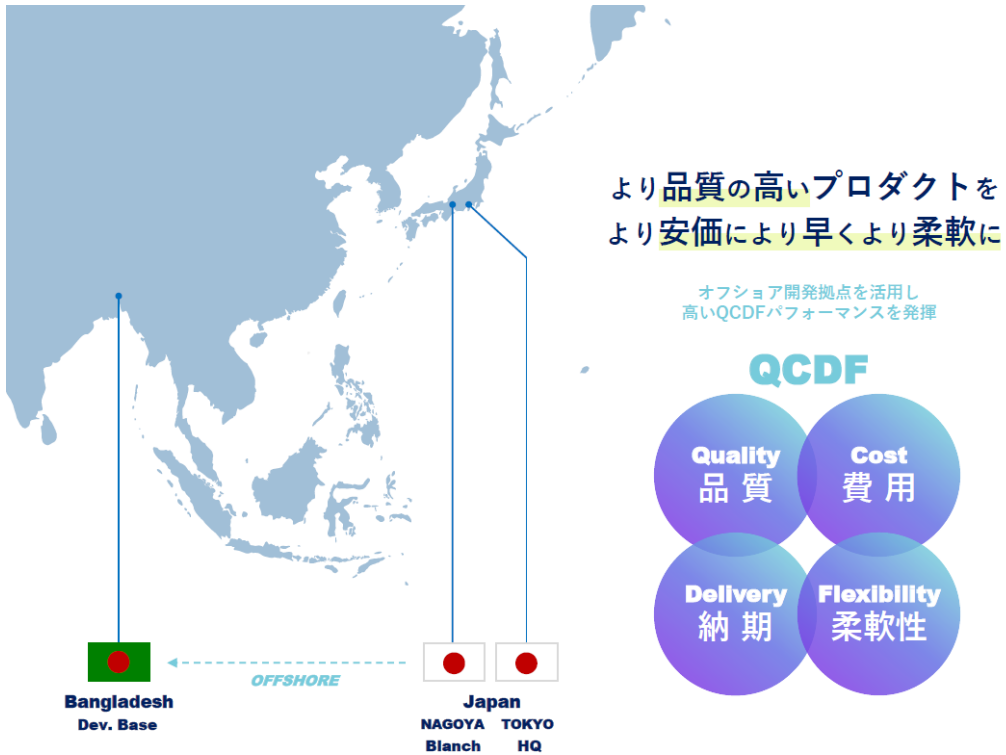 より品質の高いプロダクトを
より安価により早くより柔軟に
オフショア開発拠点を活用し
高いQCDFパフォーマンスを発揮
QCDF
Quality
品質
Cost
費用
Delivery
納期
Flexibility
柔軟性
OFFSHORE
Bangladesh
Dev. Base
Japan
NAGOYA
Blanch
TOKYO
HQ